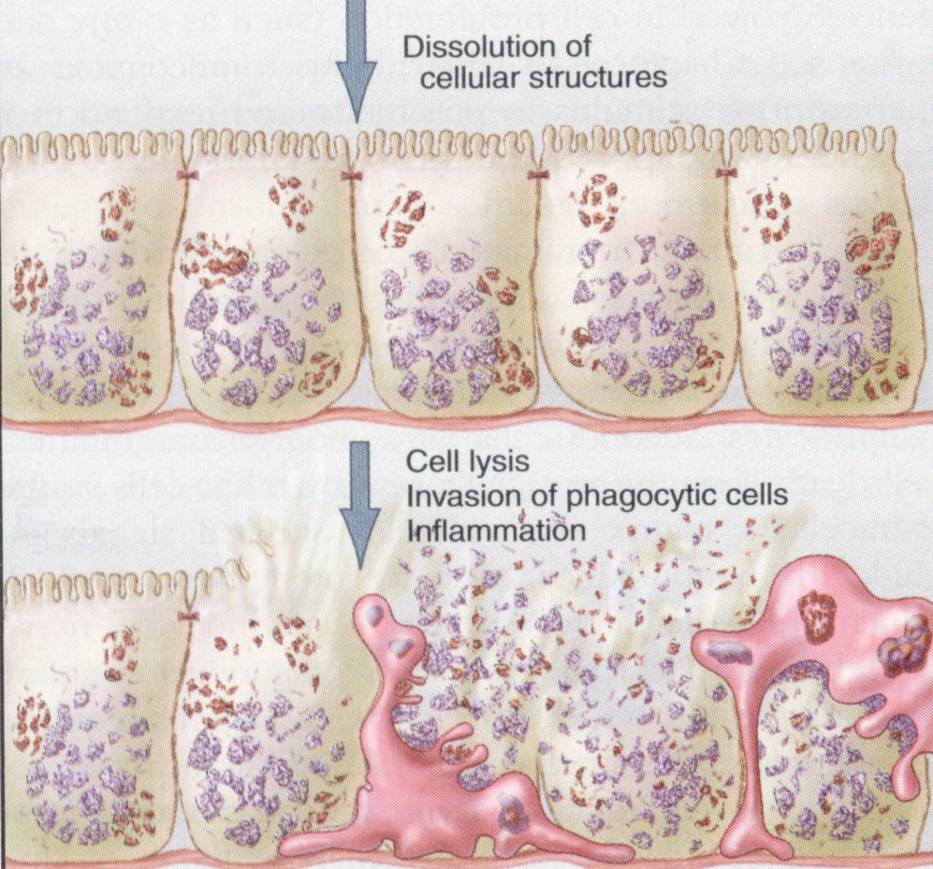 Dissolution of
cellular structures
Cell lysis
Invasion of phagocytic cells
Inflammation